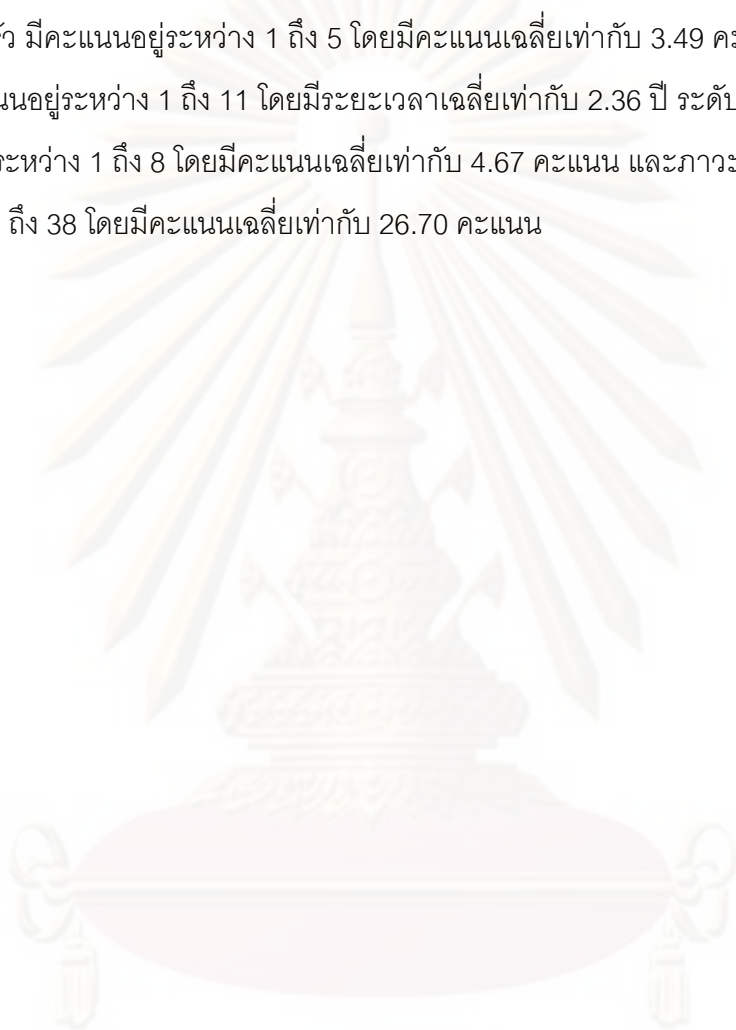 มีคะแนนอยู่ระหว่าง 1 ถึง 5 โดยมีคะแนนเฉลี่ยเท่ากับ 3.49
อยู่ระหว่าง 1 ถึง 11 โดยมีระยะเวลาเฉลี่ยเท่ากับ 2.36 ปี ระดับ
ระหว่าง 1 ถึง 8 โดยมีคะแนนเฉลี่ยเท่ากับ 4.67 คะแนน และภาวะ
ถึง 38 โดยมีคะแนนเฉลี่ยเท่ากับ 26.70 คะแนน